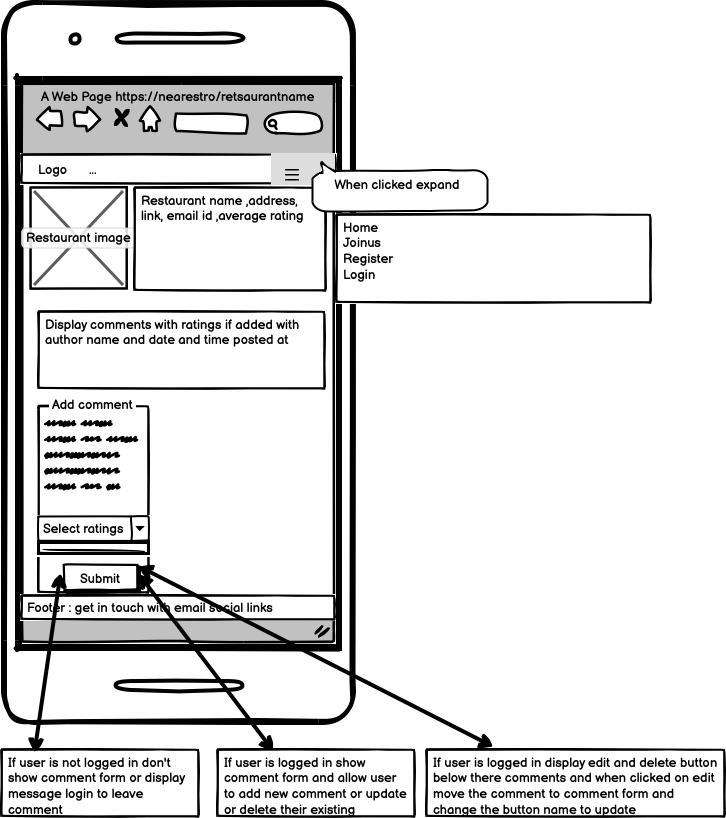 A Web Page https://nearestro/retsaurantname
Logo ...
When clicked expand
Restaurant name ,address,
link, email id ,average rating
Restaurant image
Home
Joinus
Register
Login
Display comments with ratings if added with
author name and date and time posted at
Add comment
Select ratings
Submit
Footer : get in touch with email social links
If user is not logged in don't
show comment form or display
message login to leave
comment
If user is logged in show
comment form and allow user
to add new comment or update
or delete their existing
If user is logged in display edit and delete button
below there comments and when clicked on edit
move the comment to comment form and
change the button name to update